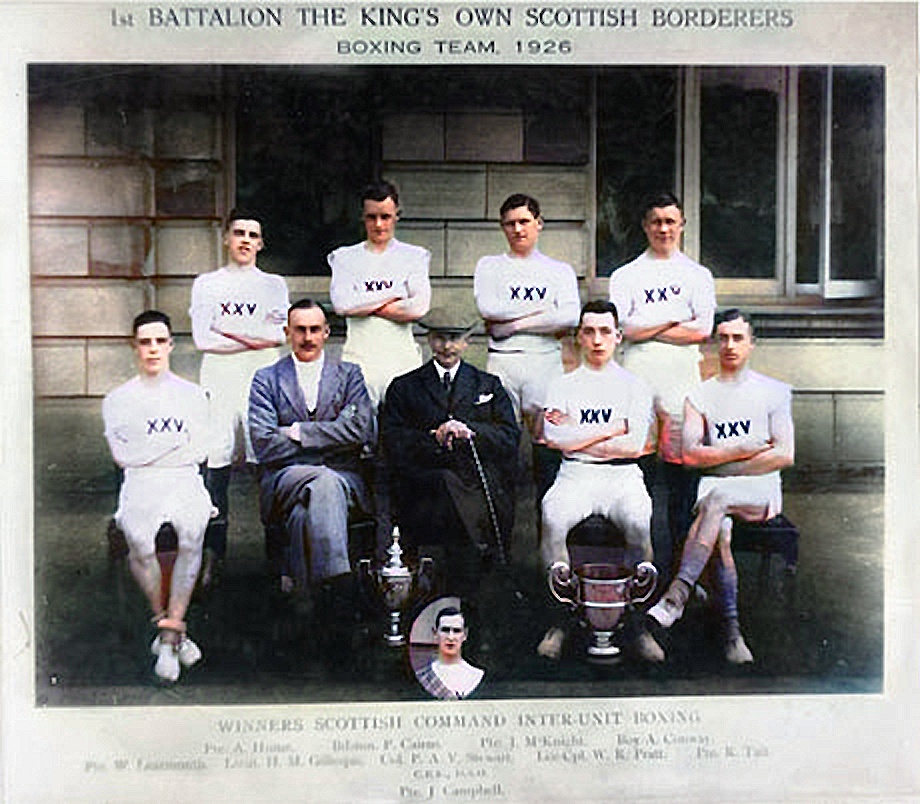 1st BATTALION THE KING'S OWN SCOTTISH BORDERERS
BOXING TEAM, 1926
XXV XXV XXV XXV
XXV XXV XXV
WINNERS SCOTTISH COMMAND INTER-UNIT BOXING
Pte. A. Hume. P. Cairns. Pte. J. McKnight. Boy A. Conway.
Pte. W. Learmonth. Lieut. H. M. Gillespie. Col. E. A. V. Stewart. Lce-Cpl. W. K. Pratt. Pte. R. Tait.
C.B.E., D.S.O.
Pte. J. Campbell.